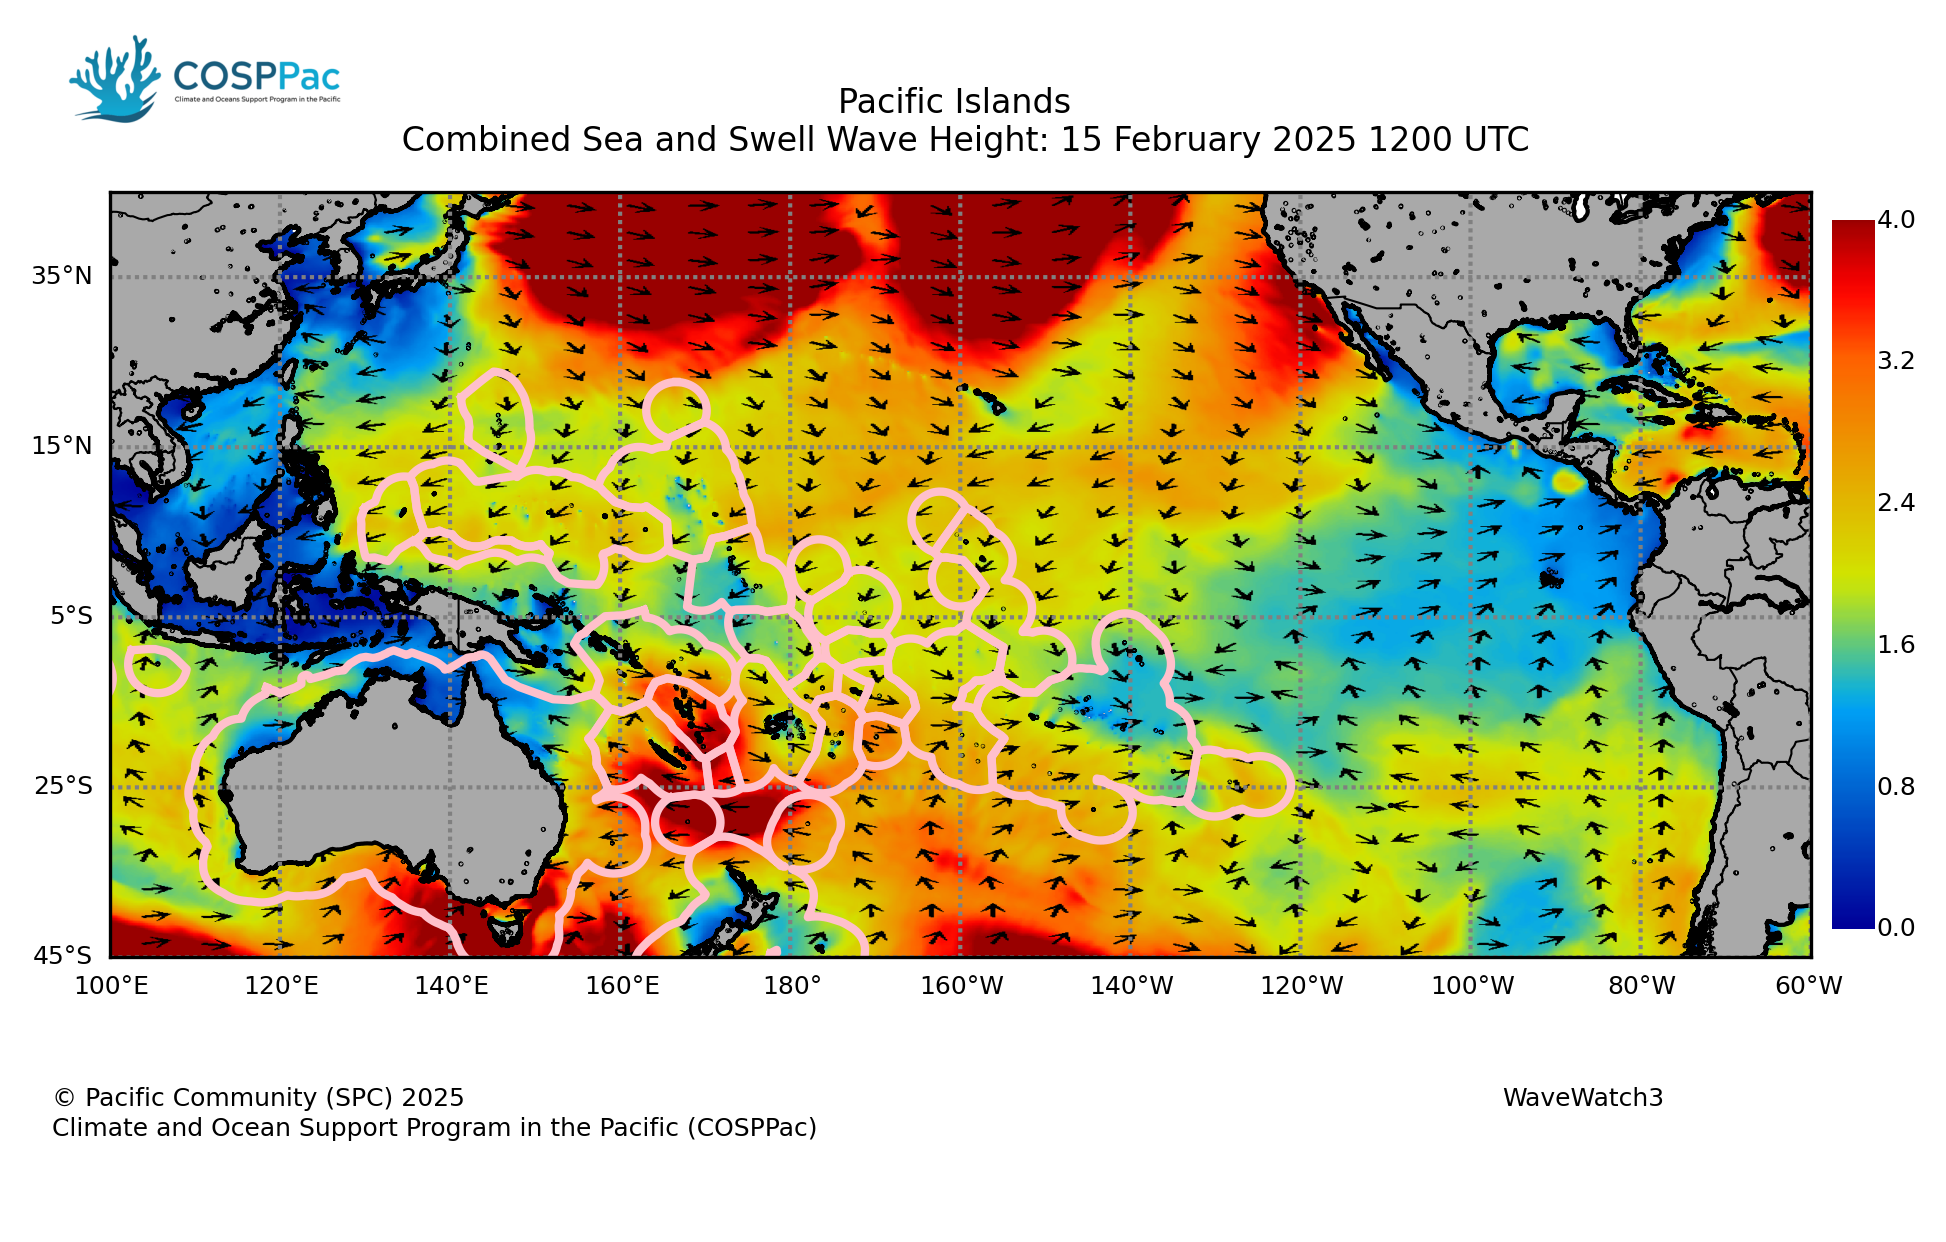 COSPPac
Climate and Oceans Support Program in the Pacific
Pacific Islands
Combined Sea and Swell Wave Height: 15 February 2025 1200 UTC
35°N
15°N
5°S
25°S
45°S
100°E 120°E 140°E 160°E 180° 160°W 140°W 120°W 100°W 80°W 60°W
4.0
3.2
2.4
1.6
0.8
0.0
© Pacific Community (SPC) 2025
Climate and Ocean Support Program in the Pacific (COSPPac)
WaveWatch3